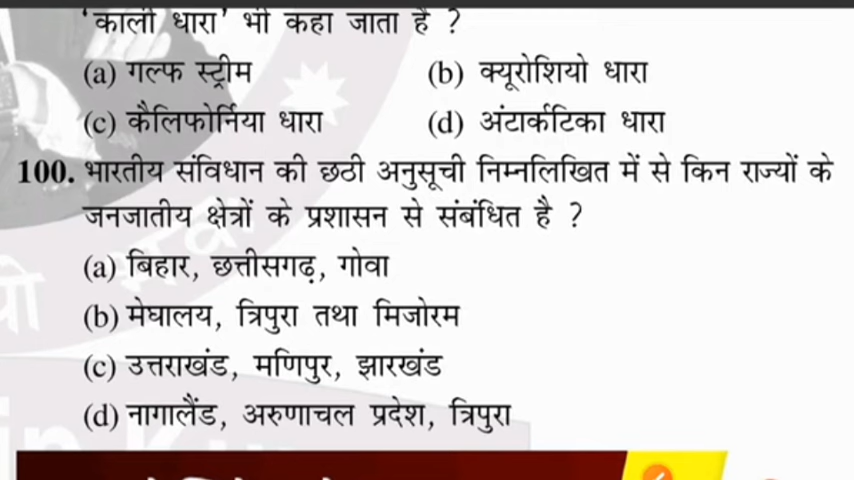 'काली धारा' भी कहा जाता है ?
(a) गल्फ स्ट्रीम (b) क्यूरोशियो धारा
(c) कैलिफोर्निया धारा (d) अंटार्कटिका धारा
100. भारतीय संविधान की छठी अनुसूची निम्नलिखित में से किन राज्यों के
जनजातीय क्षेत्रों के प्रशासन से संबंधित है ?
(a) बिहार, छत्तीसगढ़, गोवा
(b) मेघालय, त्रिपुरा तथा मिजोरम
(c) उत्तराखंड, मणिपुर, झारखंड
(d) नागालैंड, अरुणाचल प्रदेश, त्रिपुरा